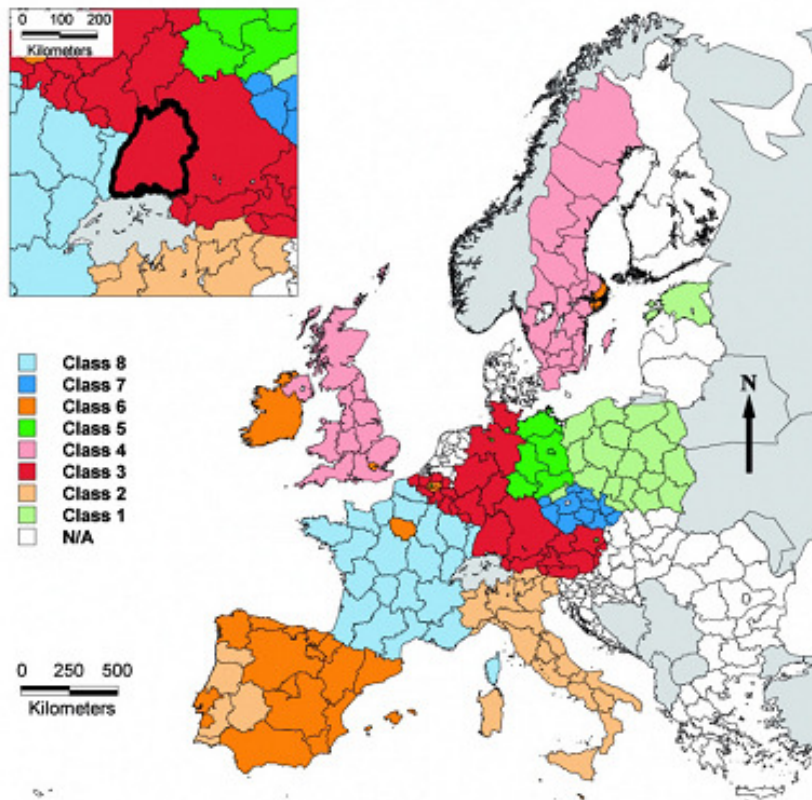 0 100 200
Kilometers
N
Class 8
Class 7
Class 6
Class 5
Class 4
Class 3
Class 2
Class 1
N/A
0 250 500
Kilometers